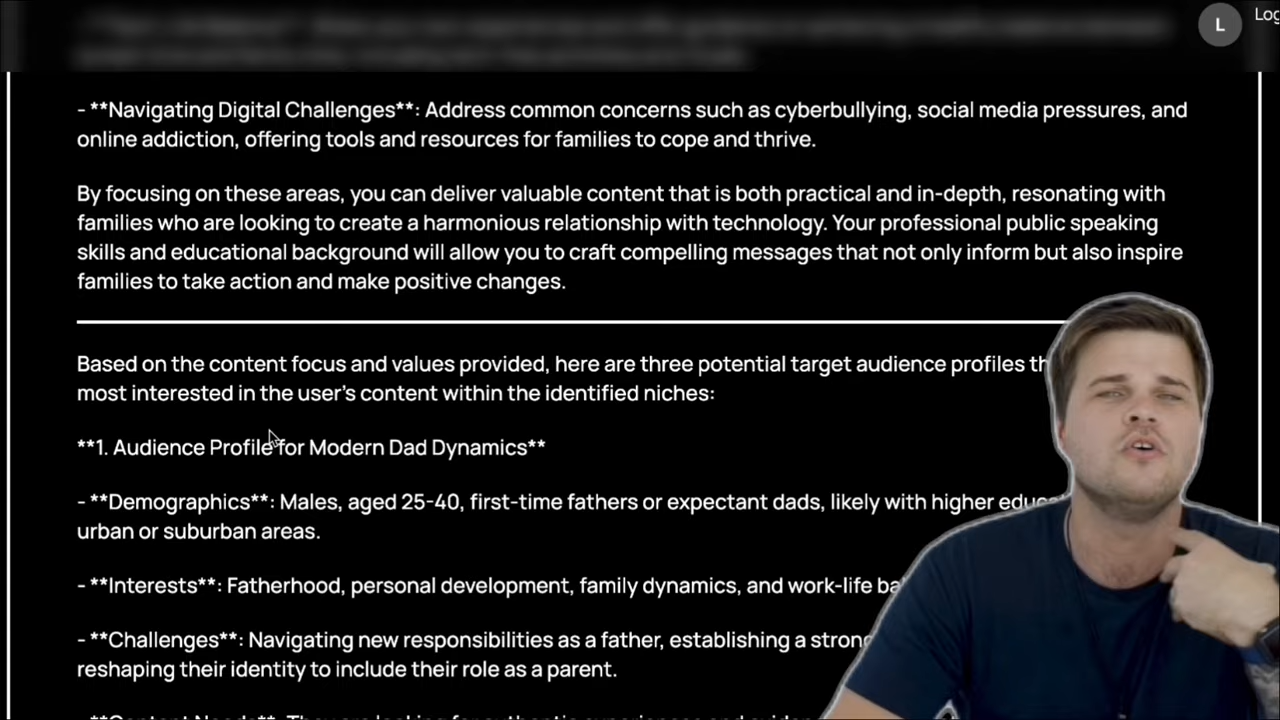 L
Log
- **Navigating Digital Challenges**: Address common concerns such as cyberbullying, social media pressures, and
online addiction, offering tools and resources for families to cope and thrive.
By focusing on these areas, you can deliver valuable content that is both practical and in-depth, resonating with
families who are looking to create a harmonious relationship with technology. Your professional public speaking
skills and educational background will allow you to craft compelling messages that not only inform but also inspire
families to take action and make positive changes.
Based on the content focus and values provided, here are three potential target audience profiles
most interested in the user's content within the identified niches:
**1. Audience Profile for Modern Dad Dynamics**
- **Demographics**: Males, aged 25-40, first-time fathers or expectant dads, likely with higher
urban or suburban areas.
- **Interests**: Fatherhood, personal development, family dynamics, and work-life
- **Challenges**: Navigating new responsibilities as a father, establishing a
reshaping their identity to include their role as a parent.